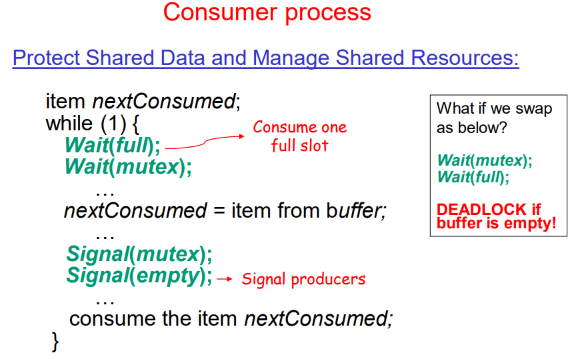 Consumer process
Protect Shared Data and Manage Shared Resources:
item nextConsumed;
while (1) {
Wait(full);
Consume one
full slot
Wait(mutex);
...
nextConsumed = item from buffer;
...
Signal(mutex);
Signal(empty);
Signal producers
...
consume the item nextConsumed;
}
What if we swap
as below?
Wait(mutex);
Wait(full);
DEADLOCK if
buffer is empty!